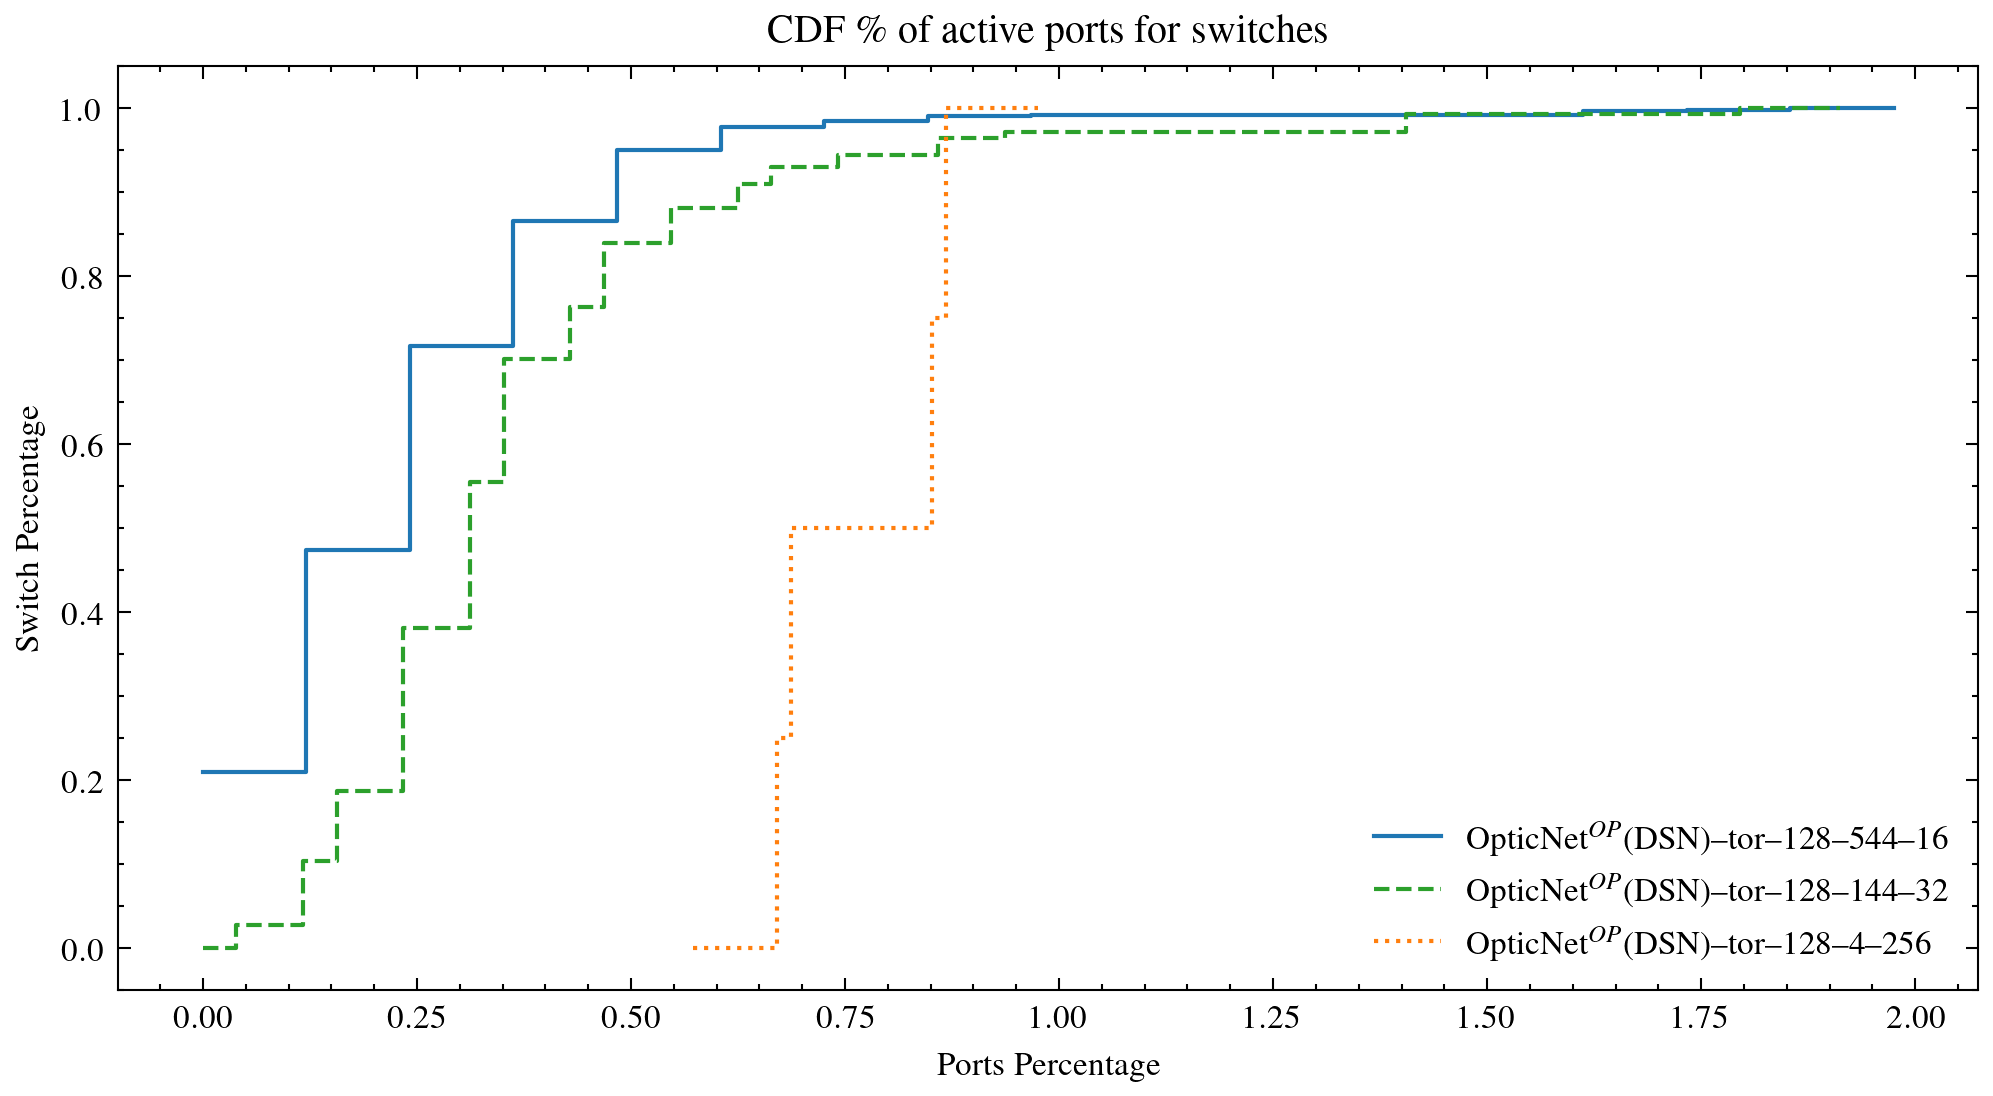 CDF % of active ports for switches
1.0
0.8
0.6
0.4
0.2
0.0
Switch Percentage
0.00 0.25 0.50 0.75 1.00 1.25 1.50 1.75 2.00
Ports Percentage
OpticNet^{OP}(DSN)–tor–128–544–16
OpticNet^{OP}(DSN)–tor–128–144–32
OpticNet^{OP}(DSN)–tor–128–4–256